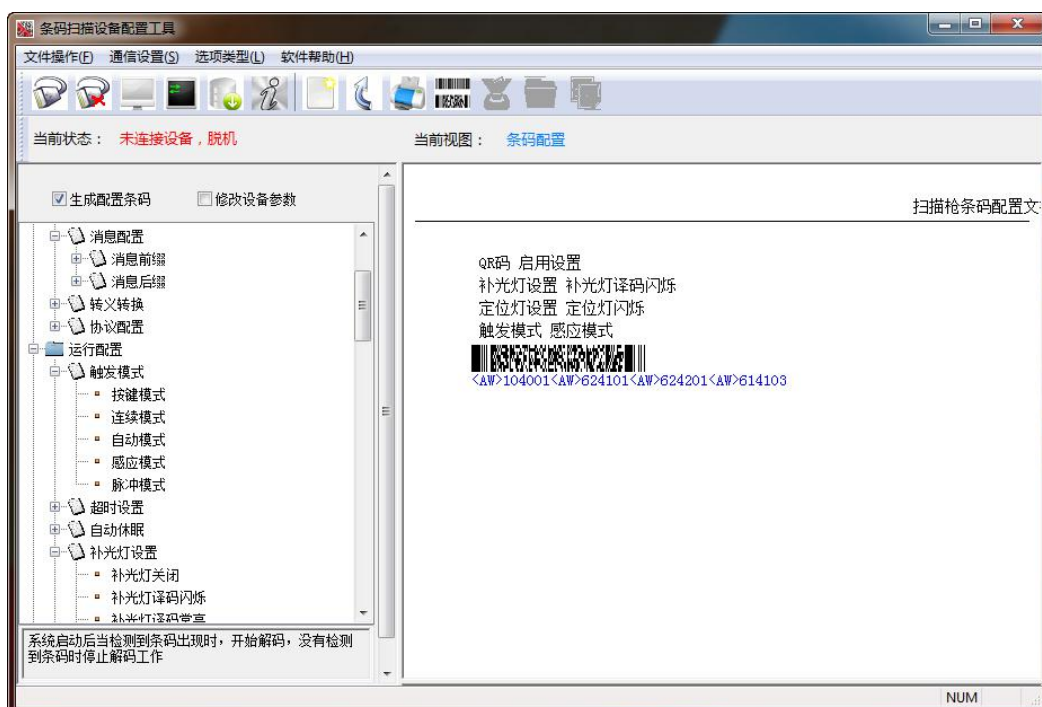 条码扫描设备配置工具
文件操作(F) 通信设置(S) 选项类型(L) 软件帮助(H)
当前状态： 未连接设备，脱机
当前视图： 条码配置
生成配置条码 修改设备参数
消息配置
消息前缀
消息后缀
转义转换
协议配置
运行配置
触发模式
按键模式
连续模式
自动模式
感应模式
脉冲模式
超时设置
自动休眠
补光灯设置
补光灯关闭
补光灯译码闪烁
补光灯译码常亮
系统启动后当检测到条码出现时，开始解码，没有检测
到条码时停止解码工作
扫描枪条码配置文
QR码 启用设置
补光灯设置 补光灯译码闪烁
定位灯设置 定位灯闪烁
触发模式 感应模式
<AW>104001<AW>624101<AW>624201<AW>614103
NUM